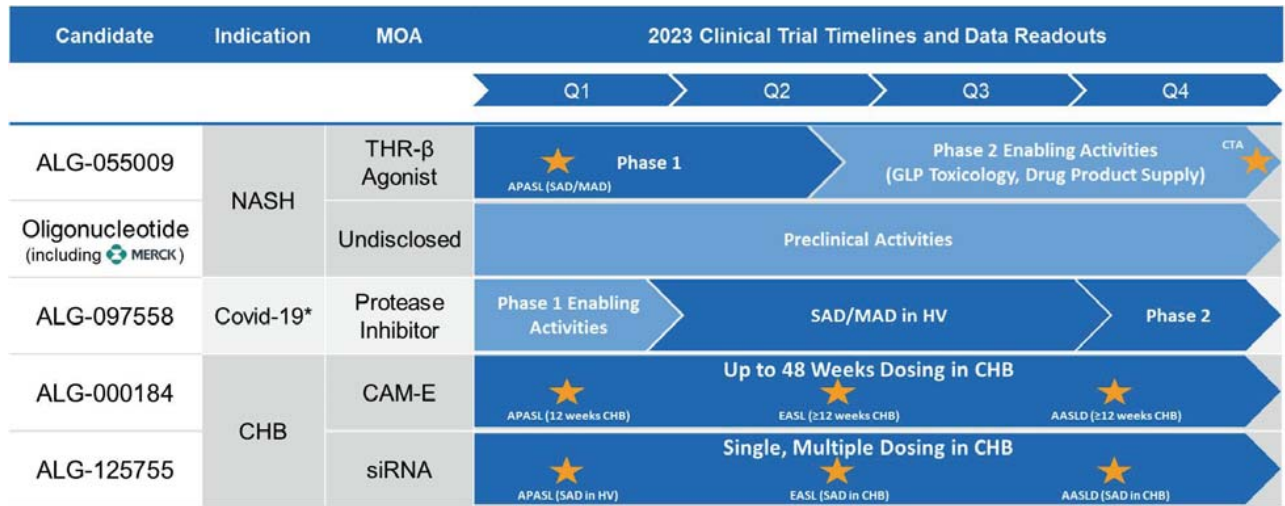 Candidate Indication MOA 2023 Clinical Trial Timelines and Data Readouts
Q1 Q2 Q3 Q4
ALG-055009
NASH
THR-β
Agonist
Phase 1
APASL (SAD/MAD)
Phase 2 Enabling Activities
(GLP Toxicology, Drug Product Supply)
CTA
Oligonucleotide
(including MERCK)
Undisclosed
Preclinical Activities
ALG-097558
Covid-19*
Protease
Inhibitor
Phase 1 Enabling
Activities
SAD/MAD in HV
Phase 2
ALG-000184
CHB
CAM-E
Up to 48 Weeks Dosing in CHB
APASL (12 weeks CHB) EASL (≥12 weeks CHB) AASLD (≥12 weeks CHB)
ALG-125755
siRNA
Single, Multiple Dosing in CHB
APASL (SAD in HV) EASL (SAD in CHB) AASLD (SAD in CHB)